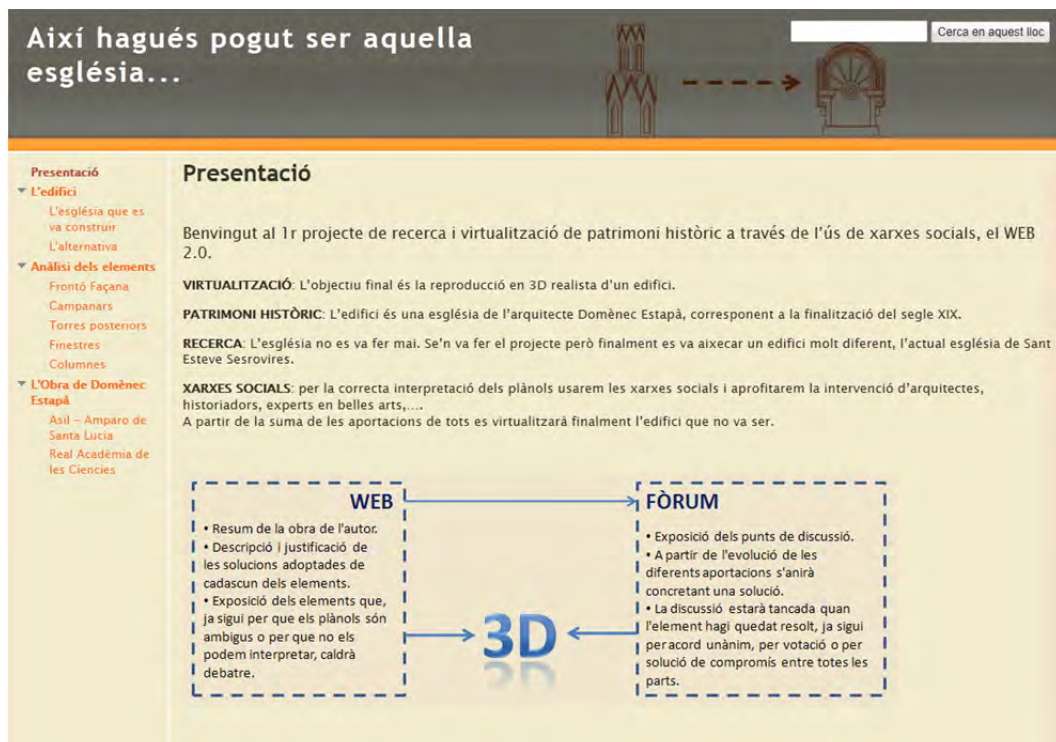 Així hagués pogut ser aquella
església...
Cerca en aquest lloc
Presentació
L'edifici
L'església que es
va construir
L'alternativa
Anàlisi dels elements
Frontó Façana
Campanars
Torres posteriors
Finestres
Columnes
L'Obra de Domènec
Estapà
Asil – Amparo de
Santa Lucia
Real Acadèmia de
les Ciencies
Presentació
Benvingut al 1r projecte de recerca i virtualització de patrimoni històric a través de l'ús de xarxes socials, el WEB
2.0.
VIRTUALITZACIÓ: L'objectiu final és la reproducció en 3D realista d'un edifici.
PATRIMONI HISTÒRIC: L'edifici és una església de l'arquitecte Domènec Estapà, corresponent a la finalització del segle XIX.
RECERCA: L'església no es va fer mai. Se'n va fer el projecte però finalment es va aixecar un edifici molt diferent, l'actual església de Sant
Esteve Sesrovires.
XARXES SOCIALS: per la correcta interpretació dels plànols usarem les xarxes socials i aprofitarem la intervenció d'arquitectes,
historiadors, experts en belles arts,....
A partir de la suma de les aportacions de tots es virtualitzarà finalment l'edifici que no va ser.
WEB
• Resum de la obra de l'autor.
• Descripció i justificació de
les solucions adoptades de
cadascun dels elements.
• Exposició dels elements que,
ja sigui per que els plànols són
ambigus o per que no els
podem interpretar, caldrà
debatre.
3D
FÒRUM
• Exposició dels punts de discussió.
• A partir de l'evolució de les
diferents aportacions s'anirà
concretant una solució.
• La discussió estarà tancada quan
l'element hagi quedat resolt, ja sigui
per acord unànim, per votació o per
solució de compromís entre totes les
parts.